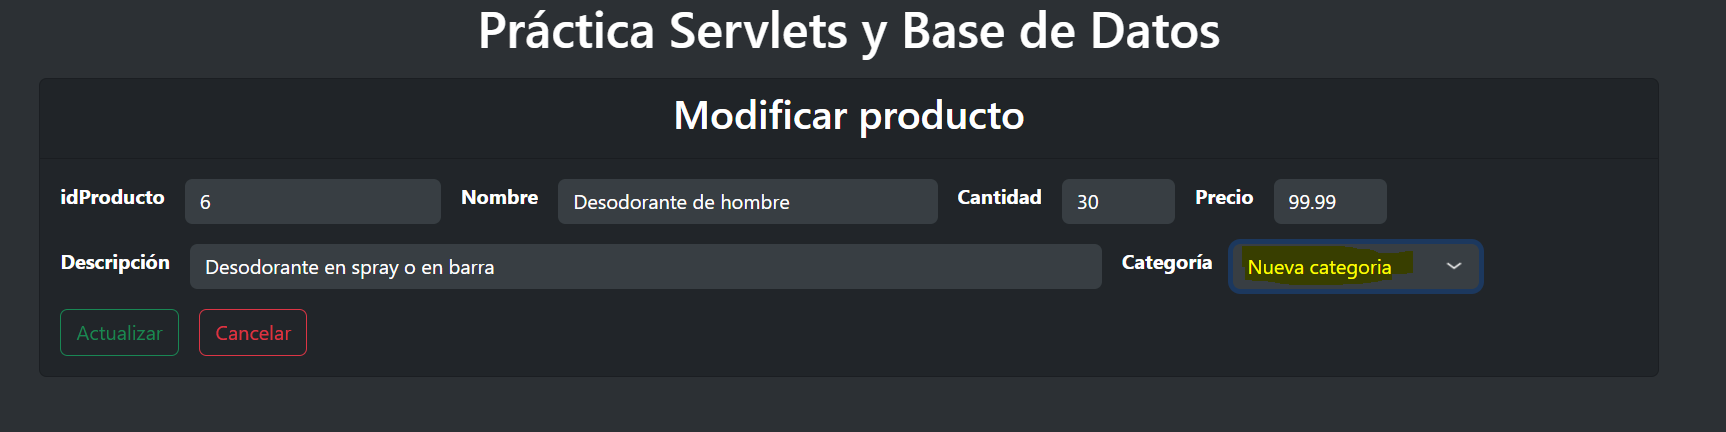 Práctica Servlets y Base de Datos
Modificar producto
idProducto 6 Nombre Desodorante de hombre Cantidad 30 Precio 99.99
Descripción Desodorante en spray o en barra Categoría Nueva categoria
Actualizar Cancelar